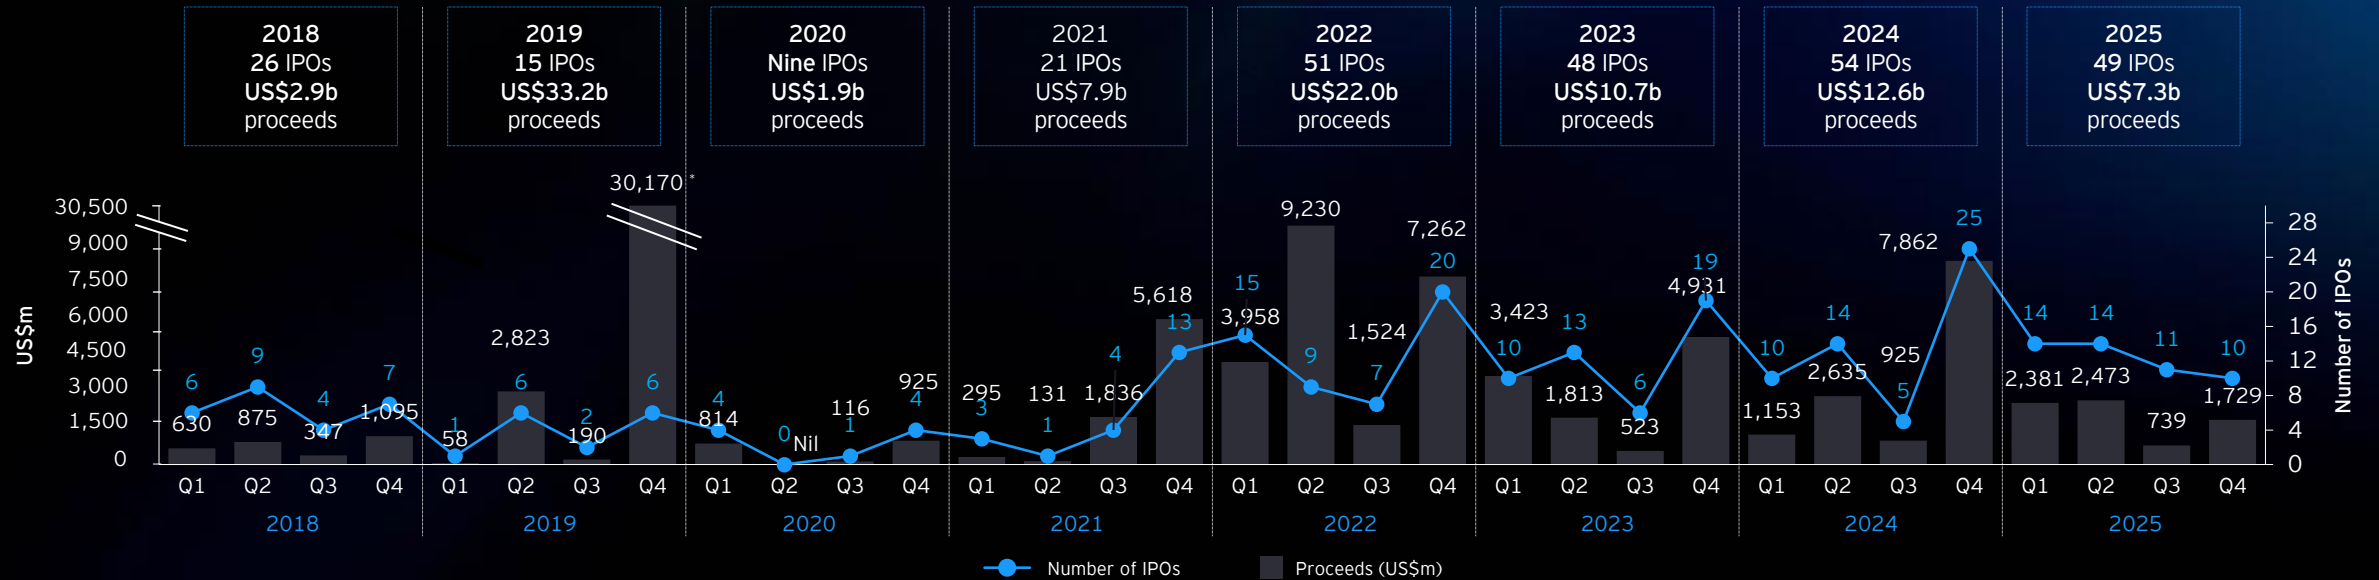 2018
26 IPOs
US$2.9b
proceeds
2019
15 IPOs
US$33.2b
proceeds
2020
Nine IPOs
US$1.9b
proceeds
2021
21 IPOs
US$7.9b
proceeds
2022
51 IPOs
US$22.0b
proceeds
2023
48 IPOs
US$10.7b
proceeds
2024
54 IPOs
US$12.6b
proceeds
2025
49 IPOs
US$7.3b
proceeds
US$m
30,500
9,000
7,500
6,000
4,500
3,000
1,500
0
6
630
9
875
4
347
7
1,095
1
58
2,823
6
2
190
30,170*
6
4
814
0
Nil
116
1
925
4
295
3
131
1
4
1,836
5,618
13
15
3,958
9,230
9
1,524
7
7,262
20
3,423
10
13
1,813
6
523
19
4,931
10
1,153
14
2,635
925
5
7,862
25
14
2,381
14
2,473
11
739
10
1,729
28
24
20
16
12
8
4
0
Number of IPOs
Q1 Q2 Q3 Q4 Q1 Q2 Q3 Q4 Q1 Q2 Q3 Q4 Q1 Q2 Q3 Q4 Q1 Q2 Q3 Q4 Q1 Q2 Q3 Q4 Q1 Q2 Q3 Q4 Q1 Q2 Q3 Q4
2018 2019 2020 2021 2022 2023 2024 2025
Number of IPOs Proceeds (US$m)